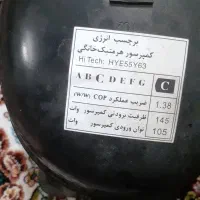 برچسب انرژی
کمپرسور هرمتیک خانگی
Hi Tech: HYE55Y63
A B C D E F G C
ضریب عملکرد COP (W/W) 1.38
ظرفیت برودتی کمپرسور وات 145
توان ورودی کمپرسور وات 105